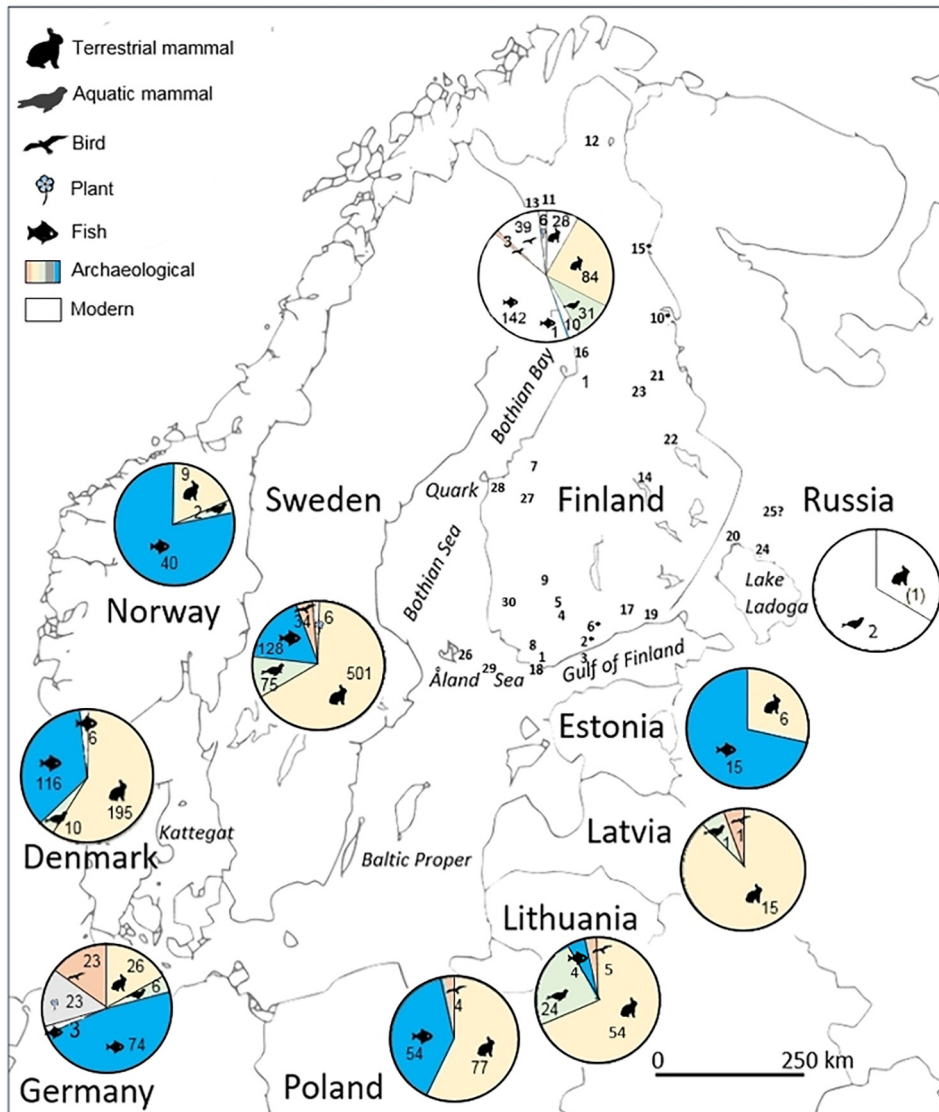 Terrestrial mammal
Aquatic mammal
Bird
Plant
Fish
Archaeological
Modern
12
13 11
39 6 28
3
15*
84
142 1 10 31
10*
16
1
21
23
Bothian Bay
22
7
14
Quark 28
27
9
2
40
Norway
Sweden
Finland
Russia
25?
20 24
Lake
Ladoga
(1)
2
Bothian Sea
9
30 5
4
17 19
6*
2*
8
1 3
18
26
29
Åland Sea
Gulf of Finland
34 6
128
75
501
Estonia
6
15
6
116
195
10
Denmark
Kattegat
Baltic Proper
Latvia
1 1
15
Lithuania
4 5
24
54
23 26
6
23
3
74
Germany
4
54
77
Poland
0 250 km